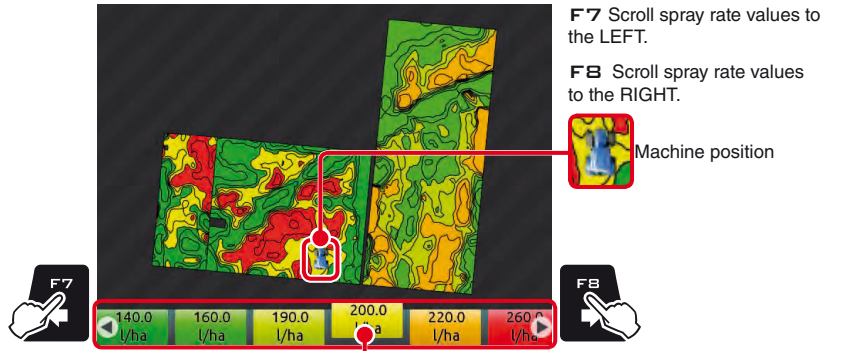 F7 Scroll spray rate values to
the LEFT.
F8 Scroll spray rate values
to the RIGHT.
Machine position
F7
F8
140.0 160.0 190.0 200.0 220.0 260.0
l/ha l/ha l/ha l/ha l/ha l/ha